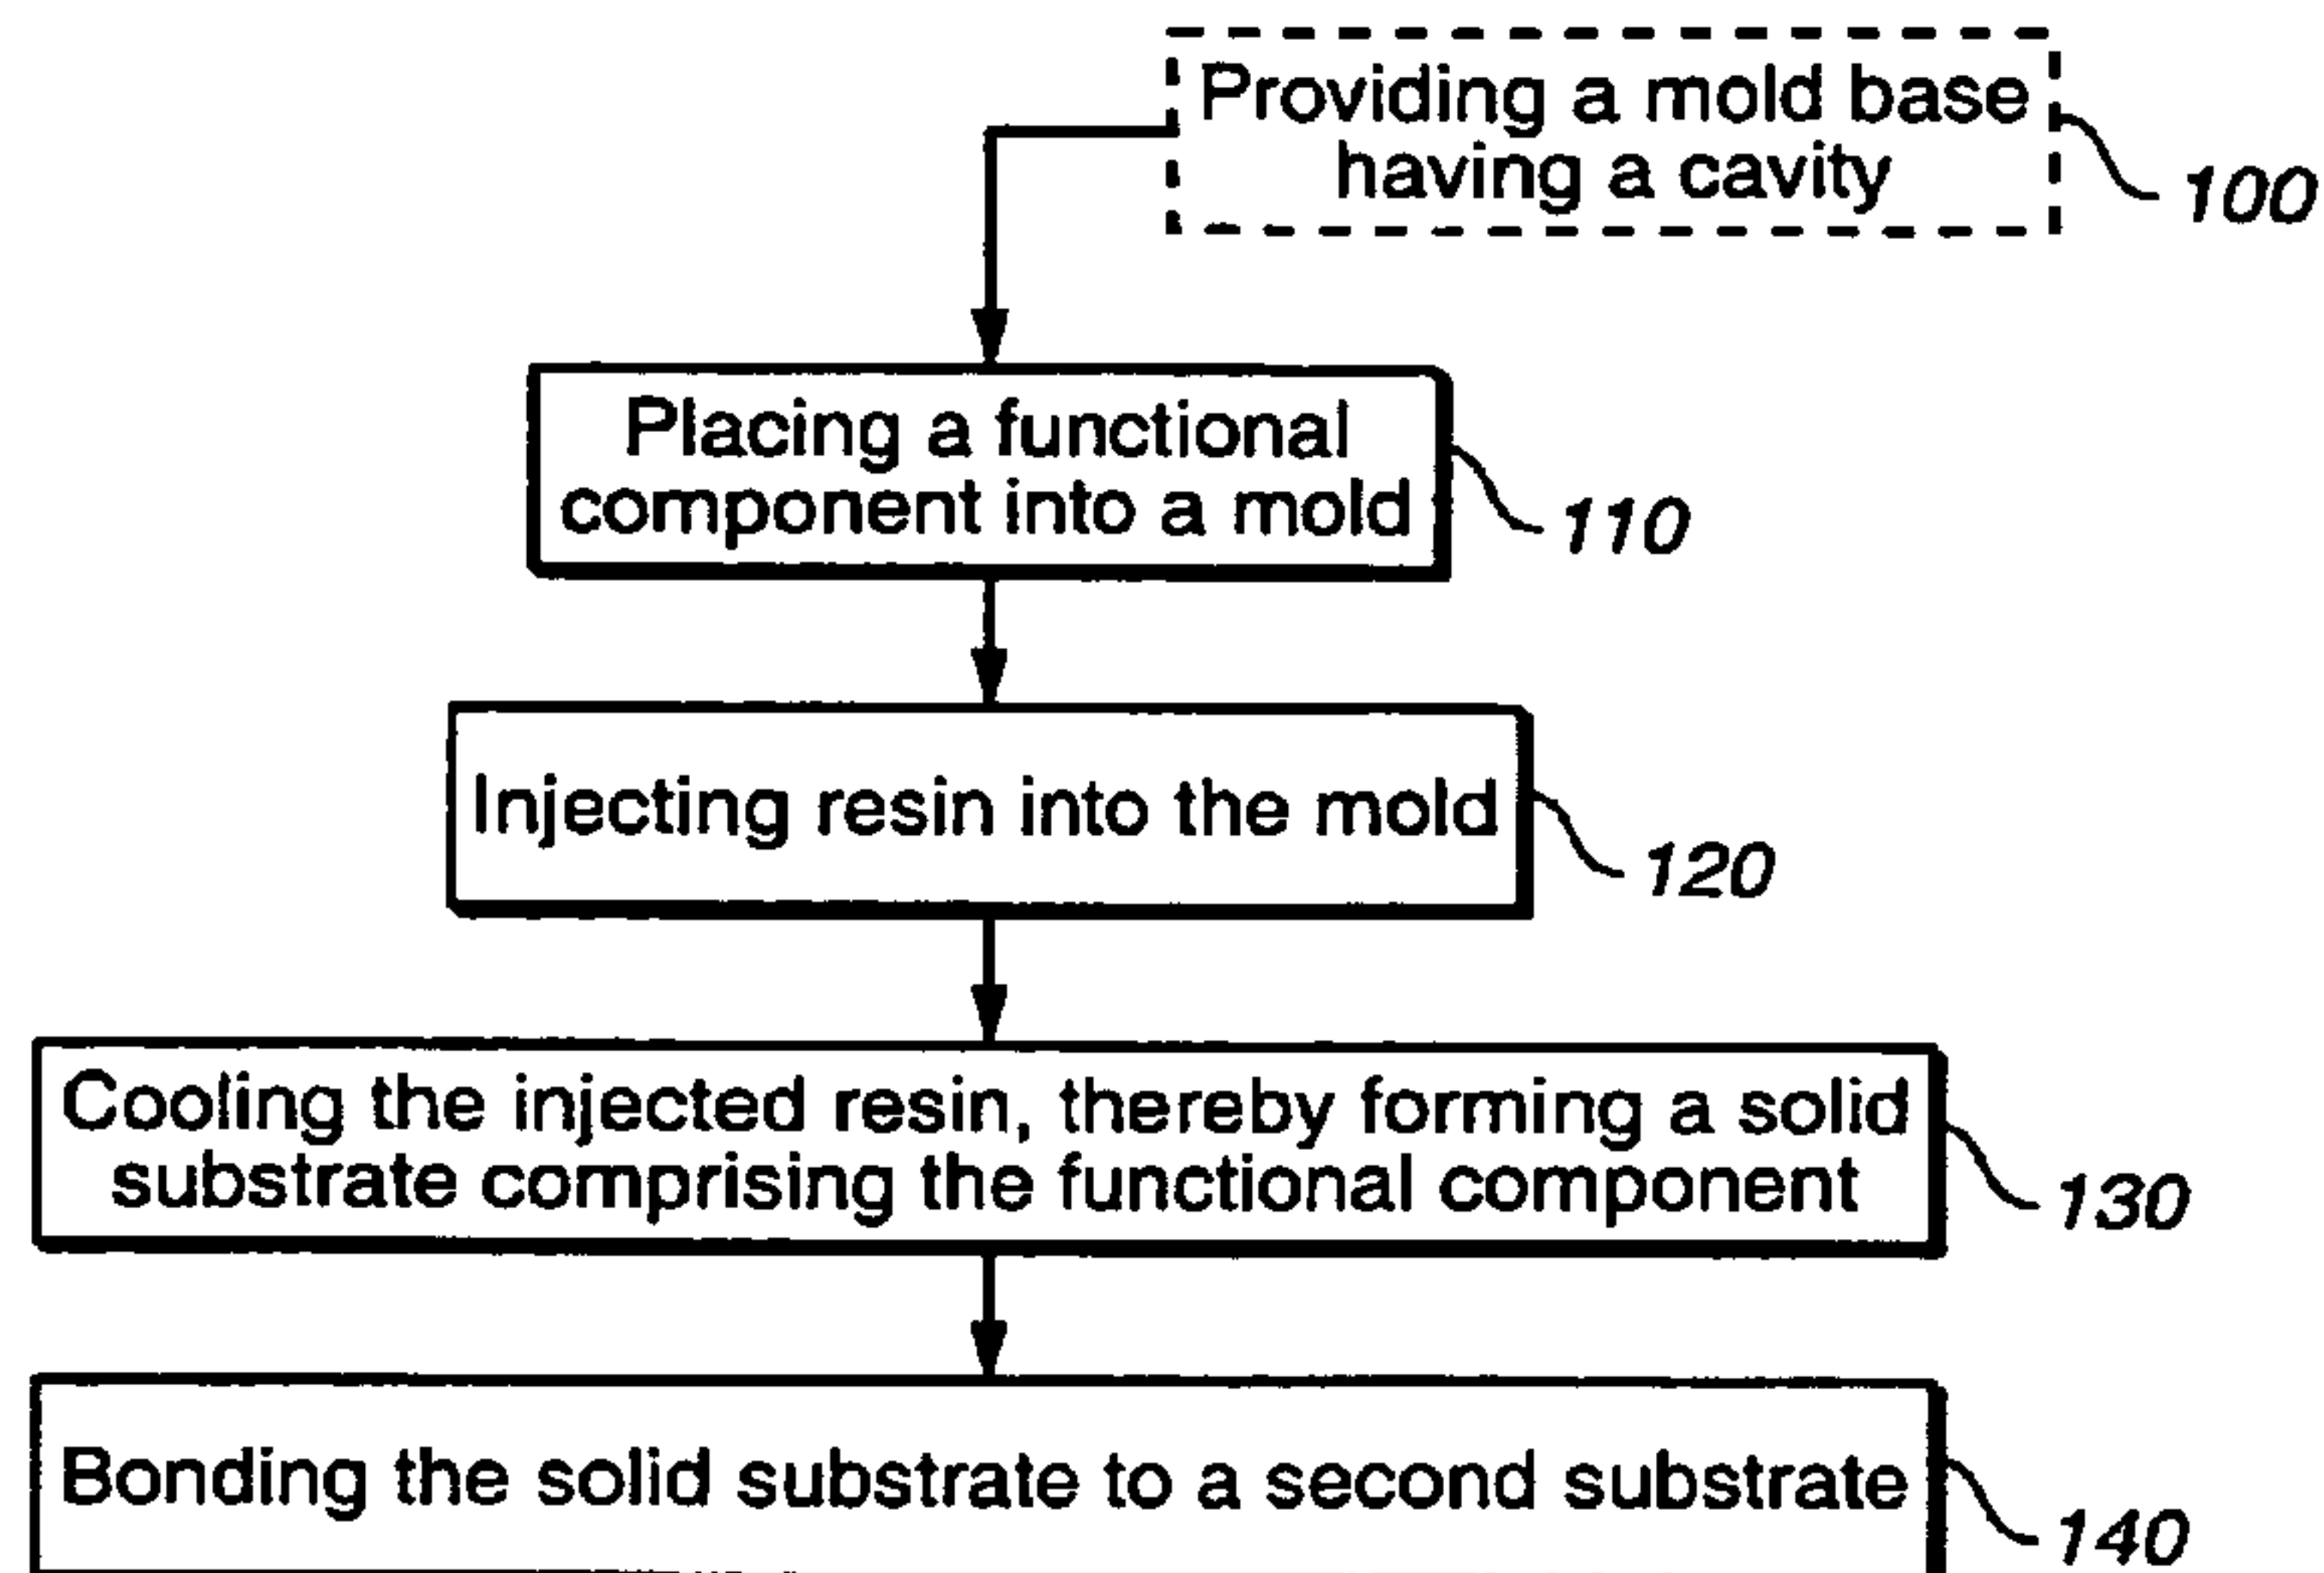 Providing a mold base
having a cavity
100
Placing a functional
component into a mold
110
Injecting resin into the mold
120
Cooling the injected resin, thereby forming a solid
substrate comprising the functional component
130
Bonding the solid substrate to a second substrate
140